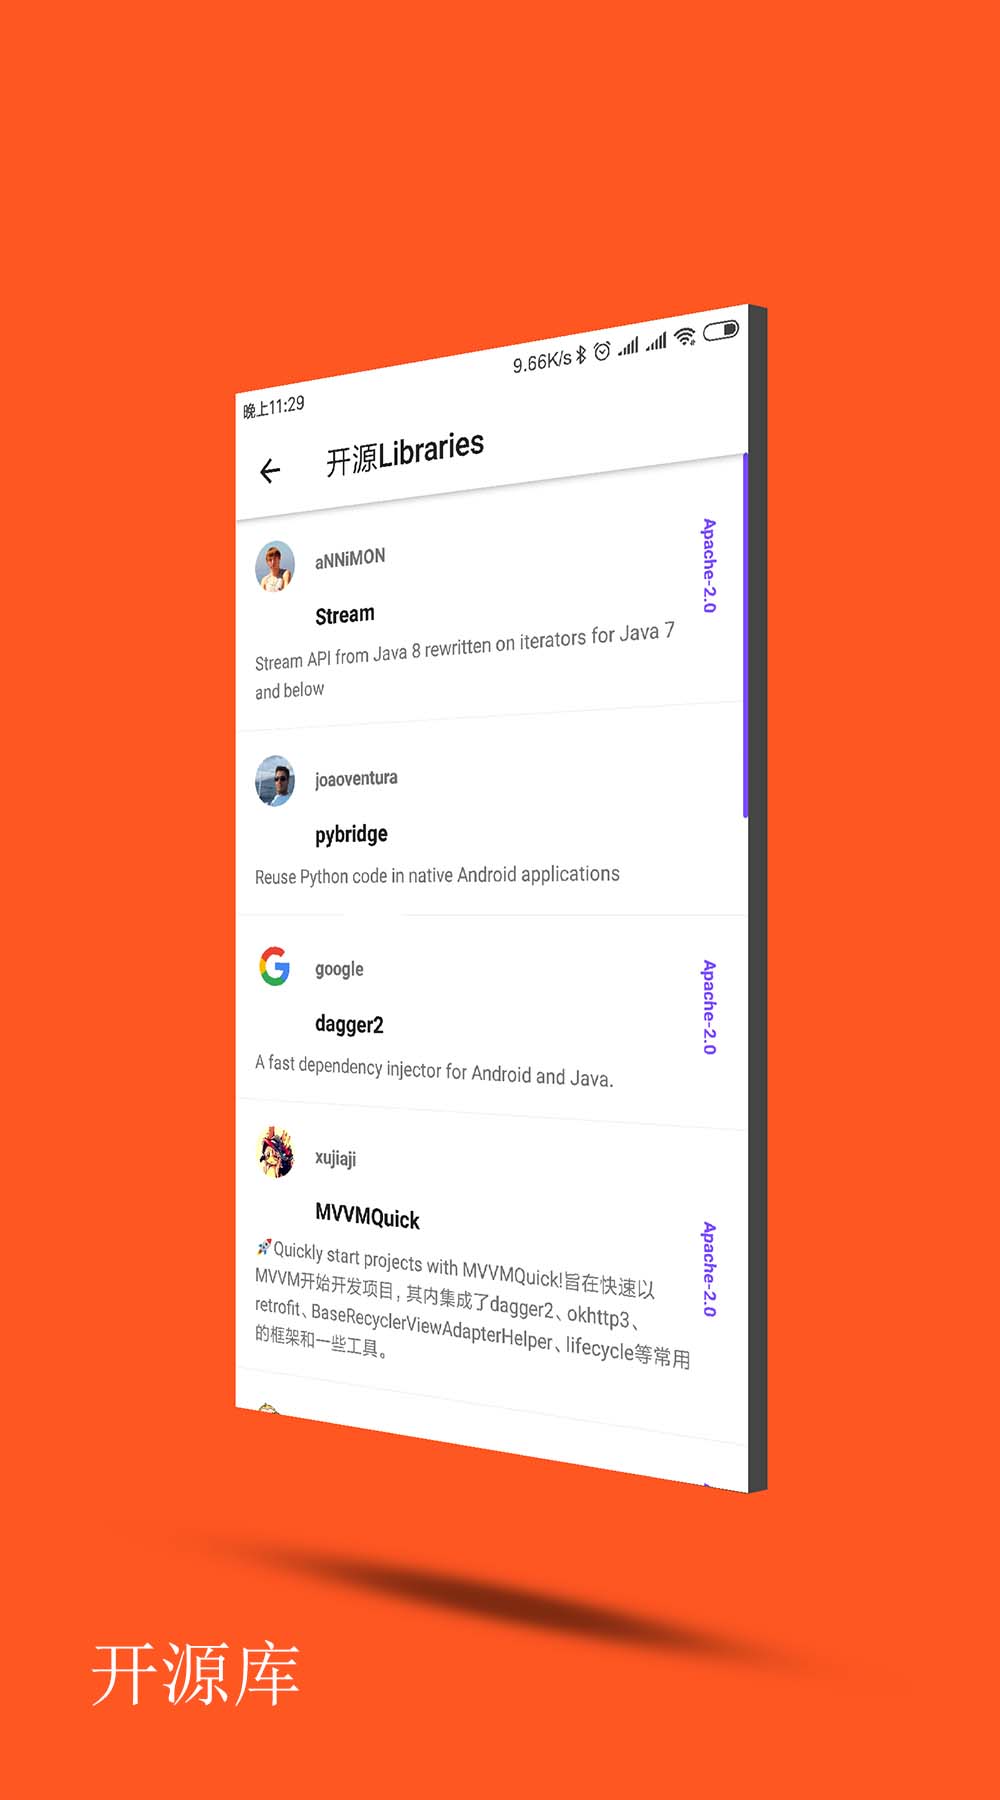 晚上11:29
9.66K/s
开源Libraries
aNNiMON
Apache-2.0
Stream
Stream API from Java 8 rewritten on iterators for Java 7
and below
joaoventura
pybridge
Reuse Python code in native Android applications
google
Apache-2.0
dagger2
A fast dependency injector for Android and Java.
xujiaji
MVVMQuick
Apache-2.0
🚀Quickly start projects with MVVMQuick!旨在快速以
MVVM开始开发项目，其内集成了dagger2、okhttp3、
retrofit、BaseRecyclerViewAdapterHelper、lifecycle等常用
的框架和一些工具。
开源库